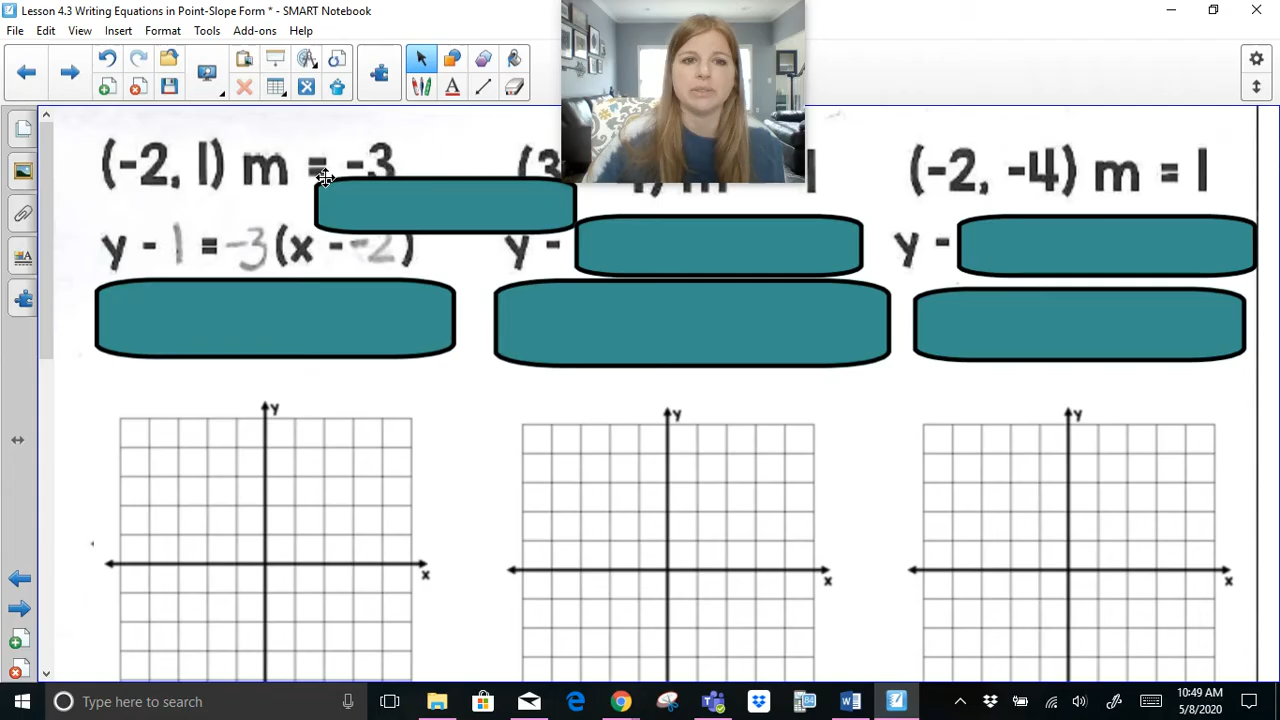 Lesson 4.3 Writing Equations in Point-Slope Form * - SMART Notebook
File Edit View Insert Format Tools Add-ons Help
(-2, 1) m = -3
(3
(-2, -4) m = 1
y - 1 = -3(x - -2)
y -
y -
y
y
y
x
x
x
Type here to search
10:49 AM
5/8/2020